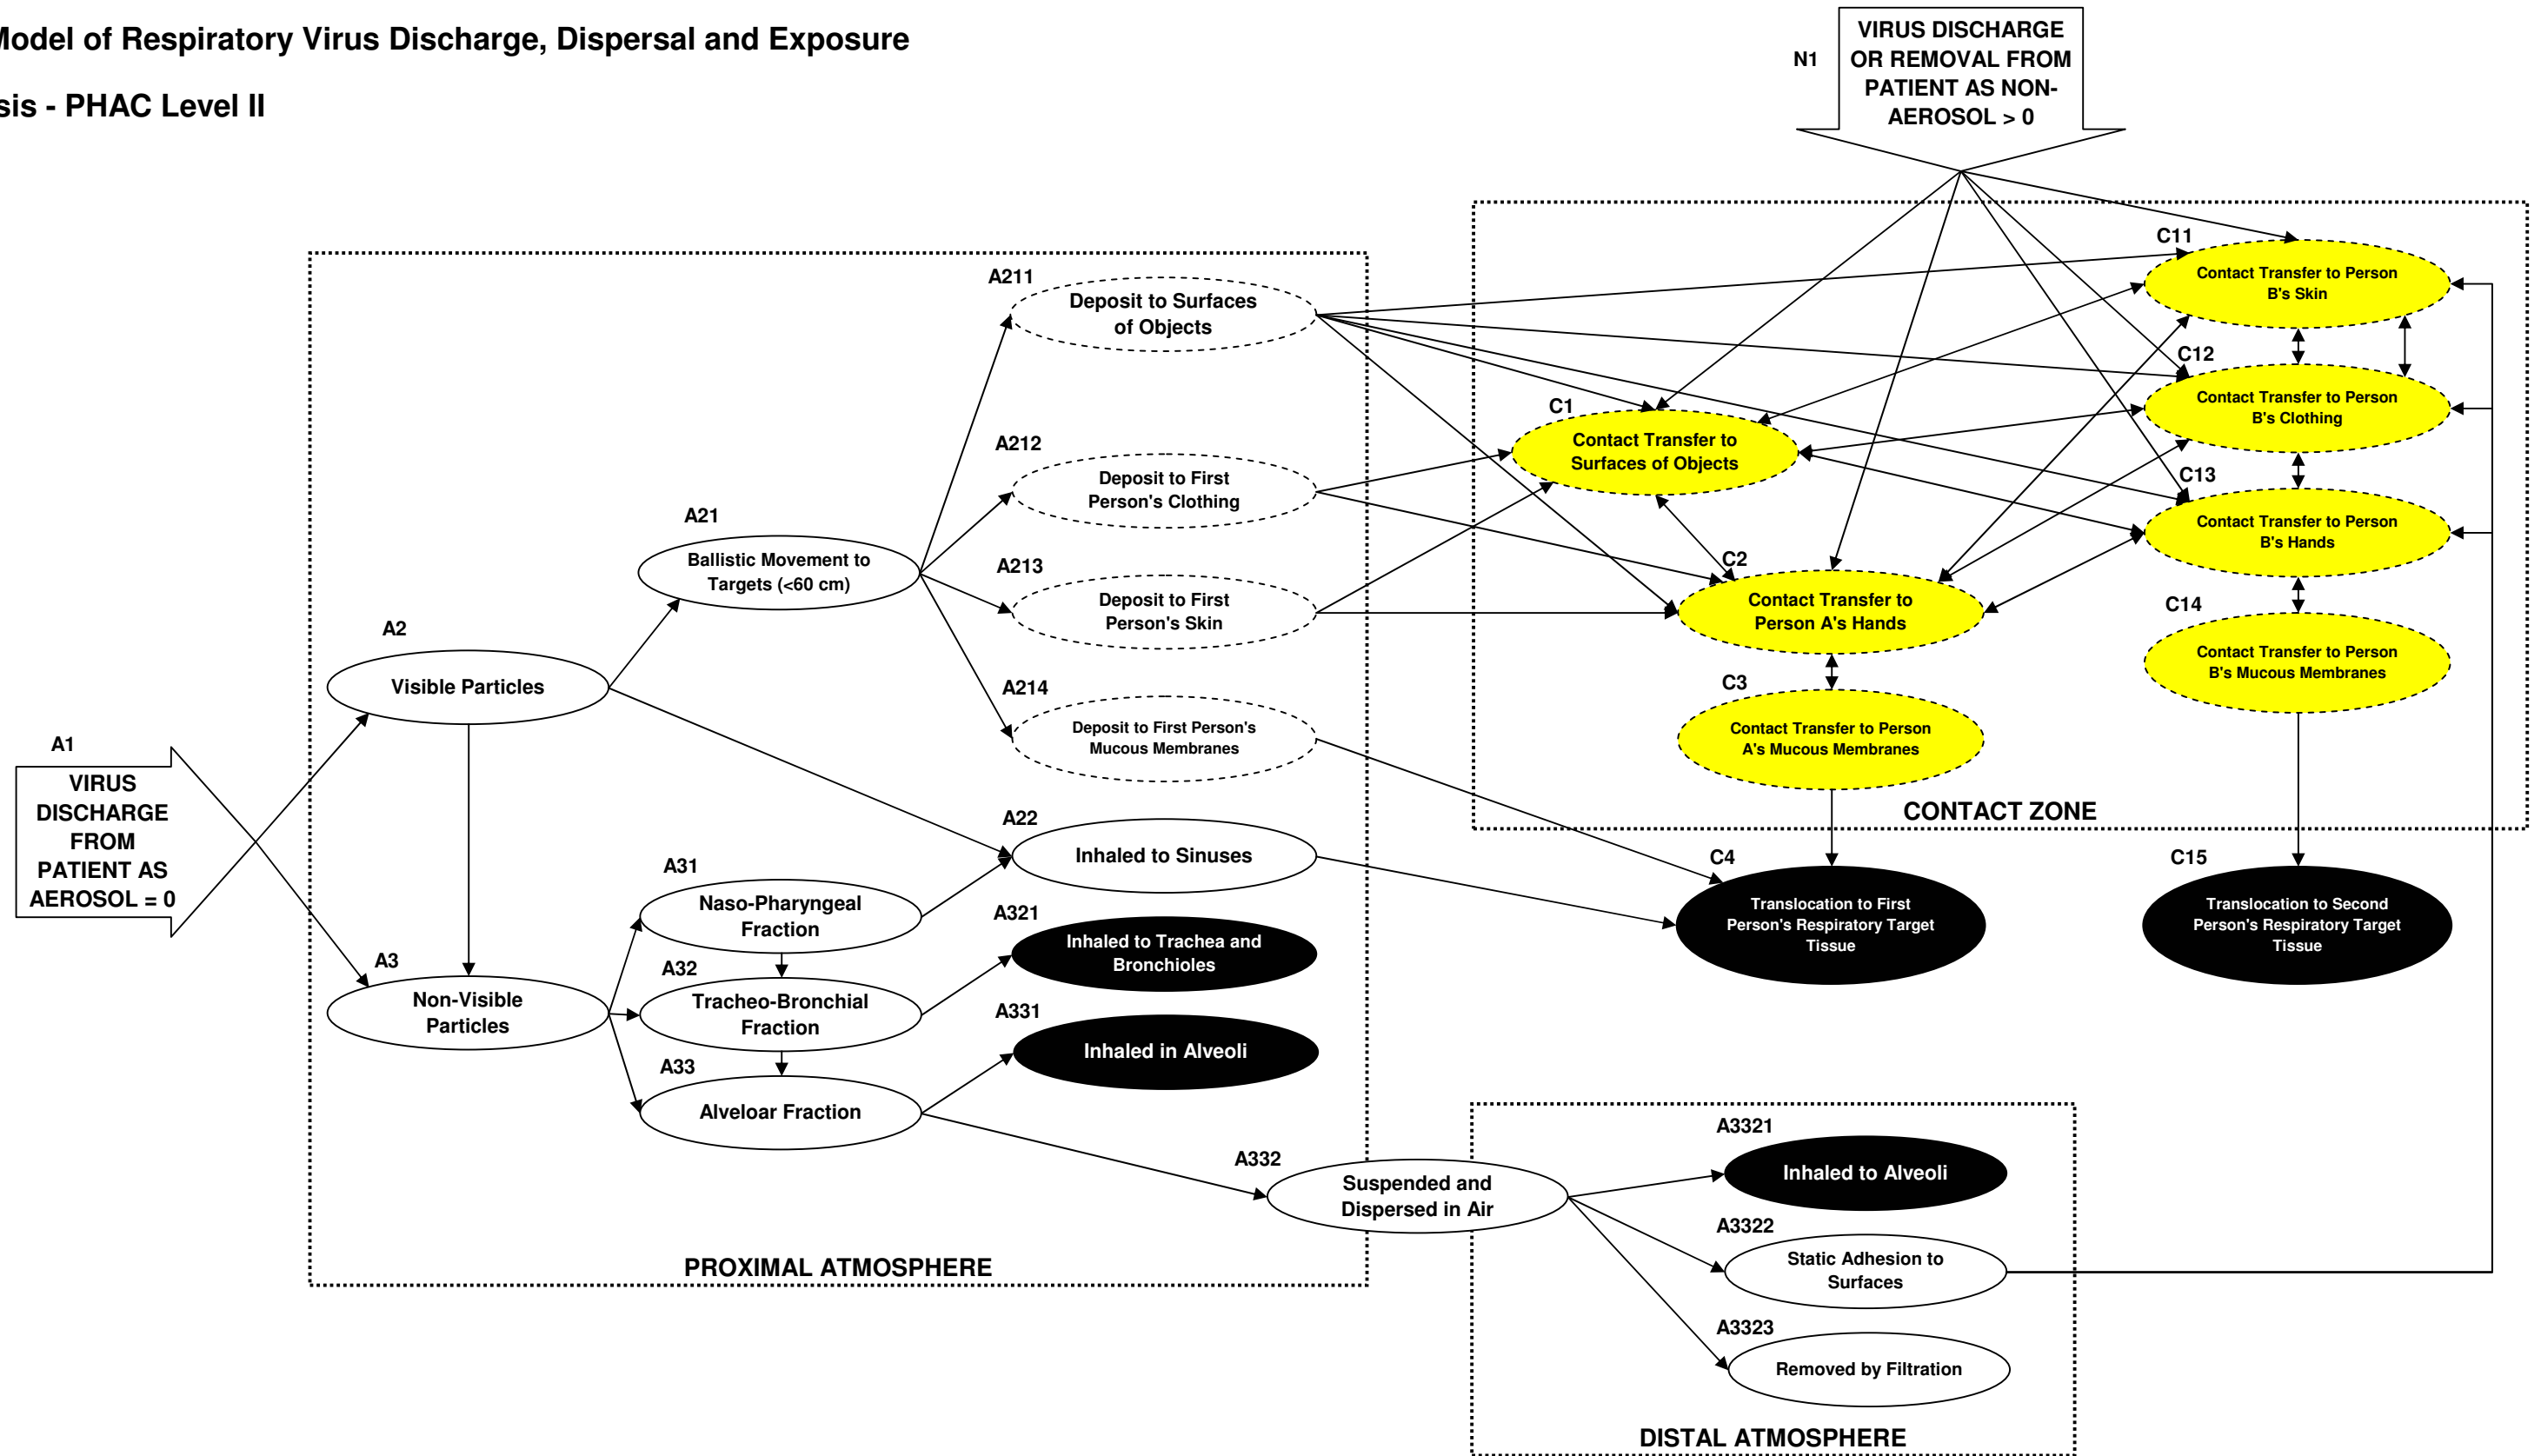 Model of Respiratory Virus Discharge, Dispersal and Exposure
sis - PHAC Level II
N1
VIRUS DISCHARGE
OR REMOVAL FROM
PATIENT AS NON-
AEROSOL > 0
A1
VIRUS
DISCHARGE
FROM
PATIENT AS
AEROSOL = 0
A2
Visible Particles
A3
Non-Visible
Particles
A21
Ballistic Movement to
Targets (<60 cm)
A31
Naso-Pharyngeal
Fraction
A32
Tracheo-Bronchial
Fraction
A33
Alveloar Fraction
A211
Deposit to Surfaces
of Objects
A212
Deposit to First
Person's Clothing
A213
Deposit to First
Person's Skin
A214
Deposit to First Person's
Mucous Membranes
A22
Inhaled to Sinuses
A321
Inhaled to Trachea and
Bronchioles
A331
Inhaled in Alveoli
A332
Suspended and
Dispersed in Air
PROXIMAL ATMOSPHERE
C1
Contact Transfer to
Surfaces of Objects
C2
Contact Transfer to
Person A's Hands
C3
Contact Transfer to Person
A's Mucous Membranes
C11
Contact Transfer to Person
B's Skin
C12
Contact Transfer to Person
B's Clothing
C13
Contact Transfer to Person
B's Hands
C14
Contact Transfer to Person
B's Mucous Membranes
CONTACT ZONE
C4
Translocation to First
Person's Respiratory Target
Tissue
C15
Translocation to Second
Person's Respiratory Target
Tissue
A3321
Inhaled to Alveoli
A3322
Static Adhesion to
Surfaces
A3323
Removed by Filtration
DISTAL ATMOSPHERE